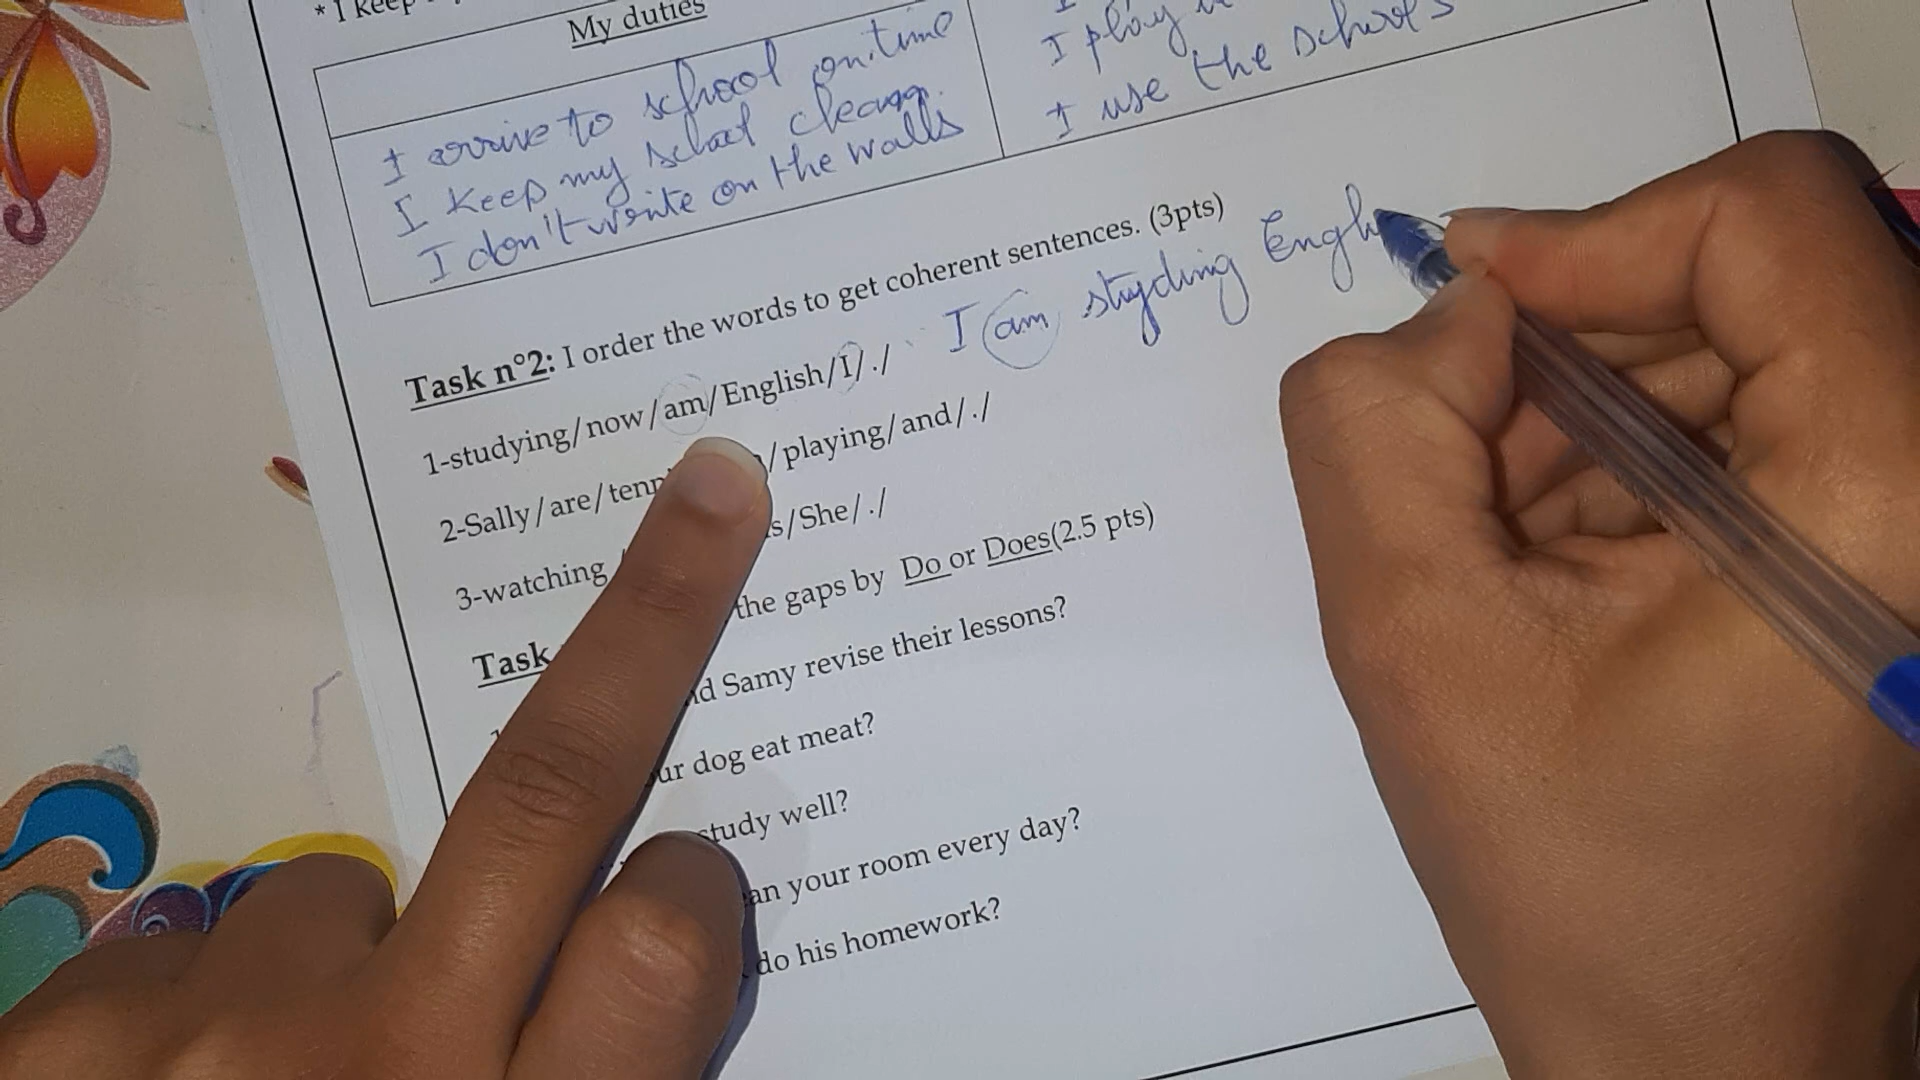 * I keep
My duties
I arrive to school on time
I keep my school clean
I don't write on the walls
I play
I use the school's
Task n°2: I order the words to get coherent sentences. (3pts)
1-studying/now/am/English/I/./
I am styding Engl
2-Sally/are/tenn /playing/and/./
3-watching/ s/She/./
Task the gaps by Do or Does(2.5 pts)
nd Samy revise their lessons?
ur dog eat meat?
study well?
an your room every day?
do his homework?